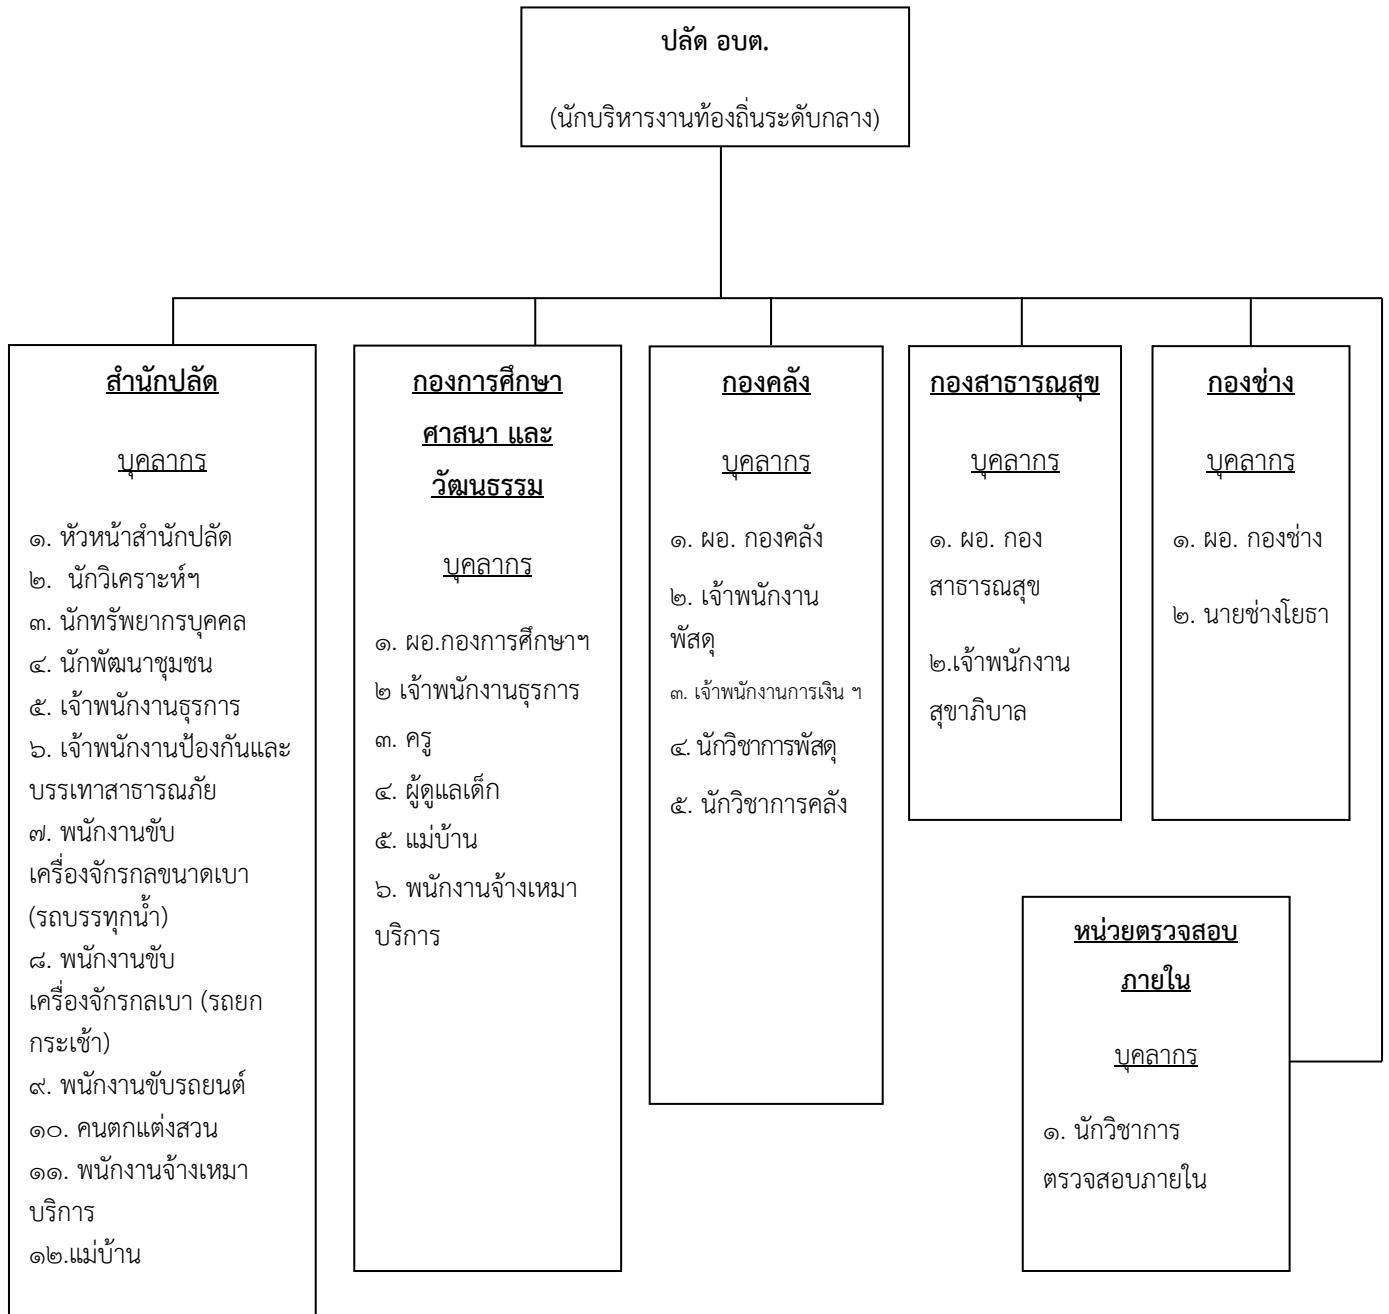 ปลัด อบต.
(นักบริหารงานท้องถิ่นระดับกลาง)
สำนักปลัด
บุคลากร
๑. หัวหน้าสำนักปลัด
๒. นักวิเคราะห์ฯ
๓. นักทรัพยากรบุคคล
๔. นักพัฒนาชุมชน
๕. เจ้าพนักงานธุรการ
๖. เจ้าพนักงานป้องกันและ
บรรเทาสาธารณภัย
๗. พนักงานขับ
เครื่องจักรกลขนาดเบา
(รถบรรทุกน้ำ)
๘. พนักงานขับ
เครื่องจักรกลเบา (รถยก
กระเช้า)
๙. พนักงานขับรถยนต์
๑๐. คนตกแต่งสวน
๑๑. พนักงานจ้างเหมา
บริการ
๑๒.แม่บ้าน
กองการศึกษา
ศาสนา และ
วัฒนธรรม
บุคลากร
๑. ผอ.กองการศึกษาฯ
๒ เจ้าพนักงานธุรการ
๓. ครู
๔. ผู้ดูแลเด็ก
๕. แม่บ้าน
๖. พนักงานจ้างเหมา
บริการ
กองคลัง
บุคลากร
๑. ผอ. กองคลัง
๒. เจ้าพนักงาน
พัสดุ
๓. เจ้าพนักงานการเงิน ฯ
๔. นักวิชาการพัสดุ
๕. นักวิชาการคลัง
กองสาธารณสุข
บุคลากร
๑. ผอ. กอง
สาธารณสุข
๒.เจ้าพนักงาน
สุขาภิบาล
กองช่าง
บุคลากร
๑. ผอ. กองช่าง
๒. นายช่างโยธา
หน่วยตรวจสอบ
ภายใน
บุคลากร
๑. นักวิชาการ
ตรวจสอบภายใน